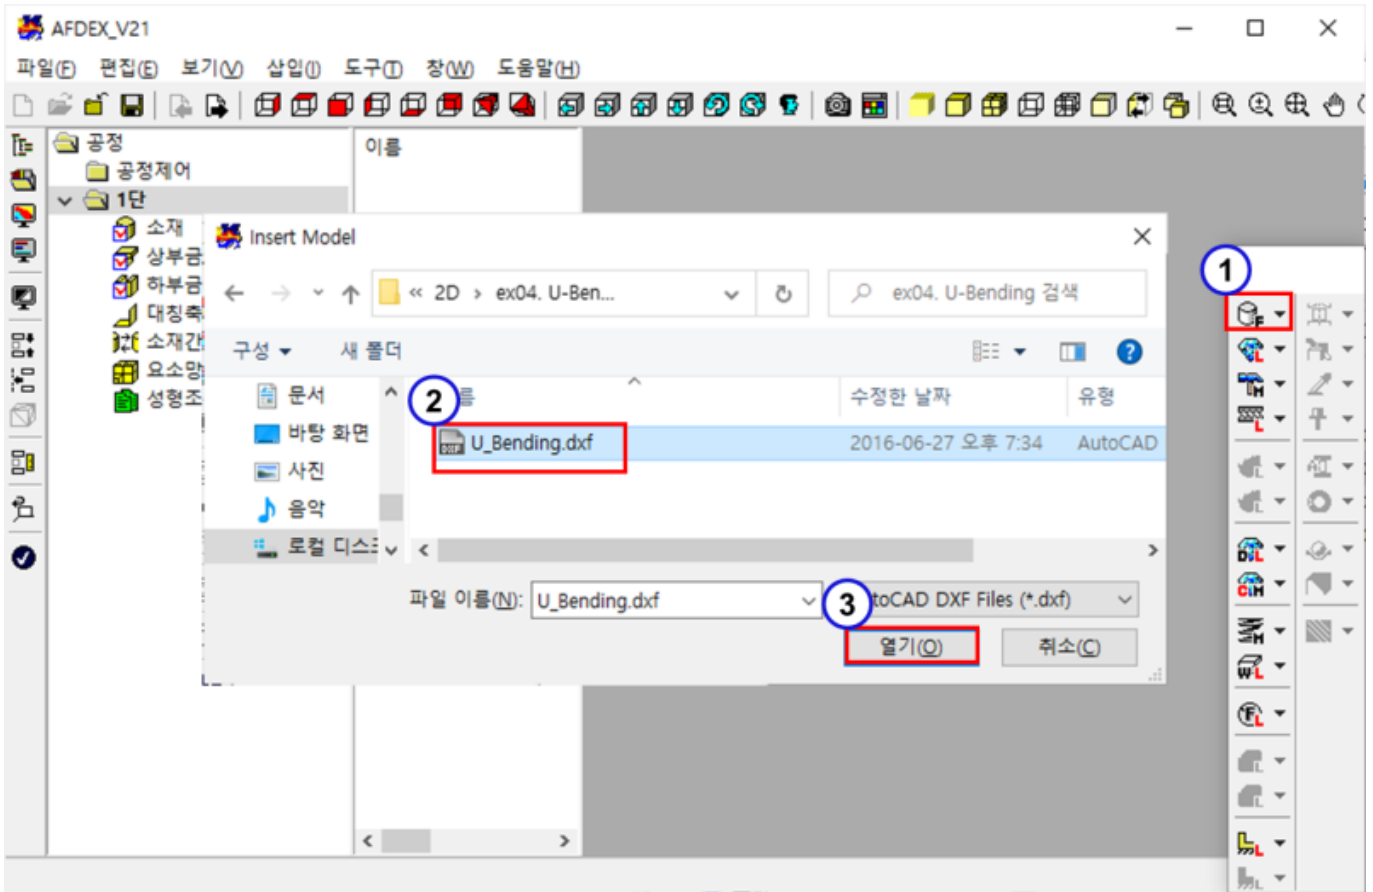 AFDEX_V21
파일(F) 편집(E) 보기(V) 삽입(I) 도구(T) 창(W) 도움말(H)
공정
공정제어
1단
소재
상부금
하부금
대칭축
소재간
요소망
성형조
이름
Insert Model
« 2D › ex04. U-Ben...
ex04. U-Bending 검색
구성 새 폴더
문서
바탕 화면
사진
음악
로컬 디스크
2
름
수정한 날짜
유형
U_Bending.dxf
2016-06-27 오후 7:34
AutoCAD
파일 이름(N):
U_Bending.dxf
3
toCAD DXF Files (*.dxf)
열기(O)
취소(C)
1
F
L
M
L
L
L
DiL
CiM
M
WL
FL
L
L
L
L